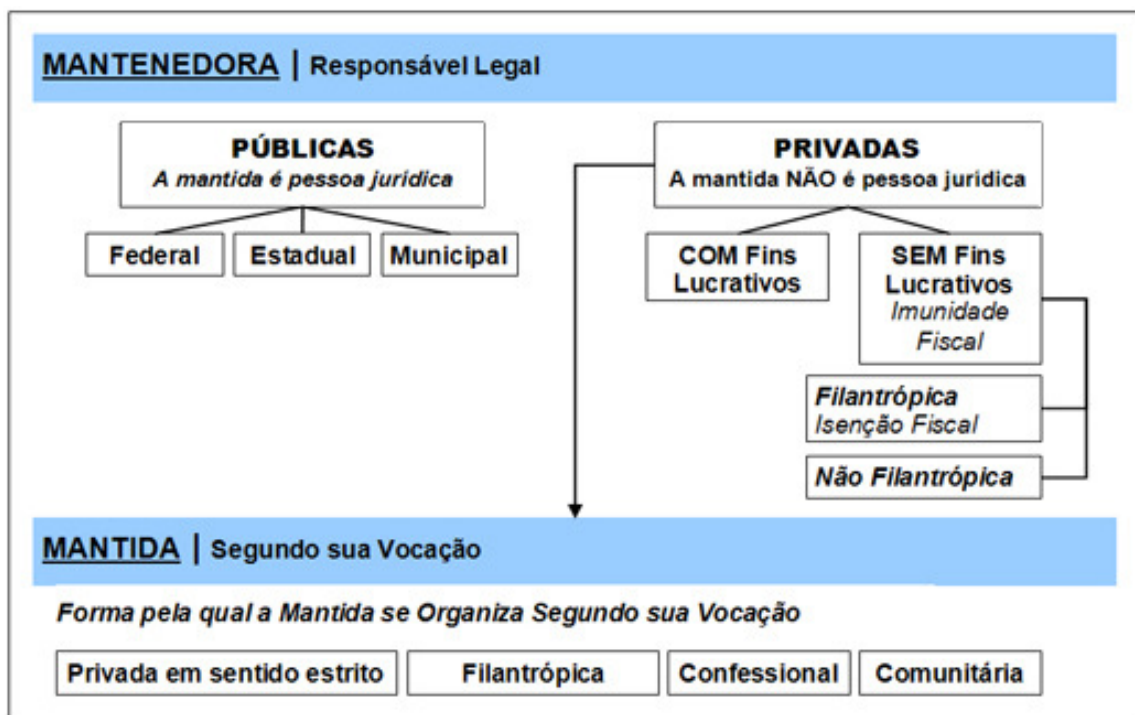 MANTENEDORA | Responsável Legal
PÚBLICAS
A mantida é pessoa juridica
Federal
Estadual
Municipal
PRIVADAS
A mantida NÃO é pessoa juridica
COM Fins
Lucrativos
SEM Fins
Lucrativos
Imunidade
Fiscal
Filantrópica
Isenção Fiscal
Não Filantrópica
MANTIDA | Segundo sua Vocação
Forma pela qual a Mantida se Organiza Segundo sua Vocação
Privada em sentido estrito
Filantrópica
Confessional
Comunitária